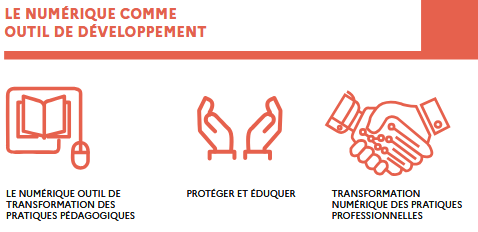 LE NUMÉRIQUE COMME
OUTIL DE DÉVELOPPEMENT
LE NUMÉRIQUE OUTIL DE
TRANSFORMATION DES
PRATIQUES PÉDAGOGIQUES
PROTÉGER ET ÉDUQUER
TRANSFORMATION
NUMÉRIQUE DES PRATIQUES
PROFESSIONNELLES